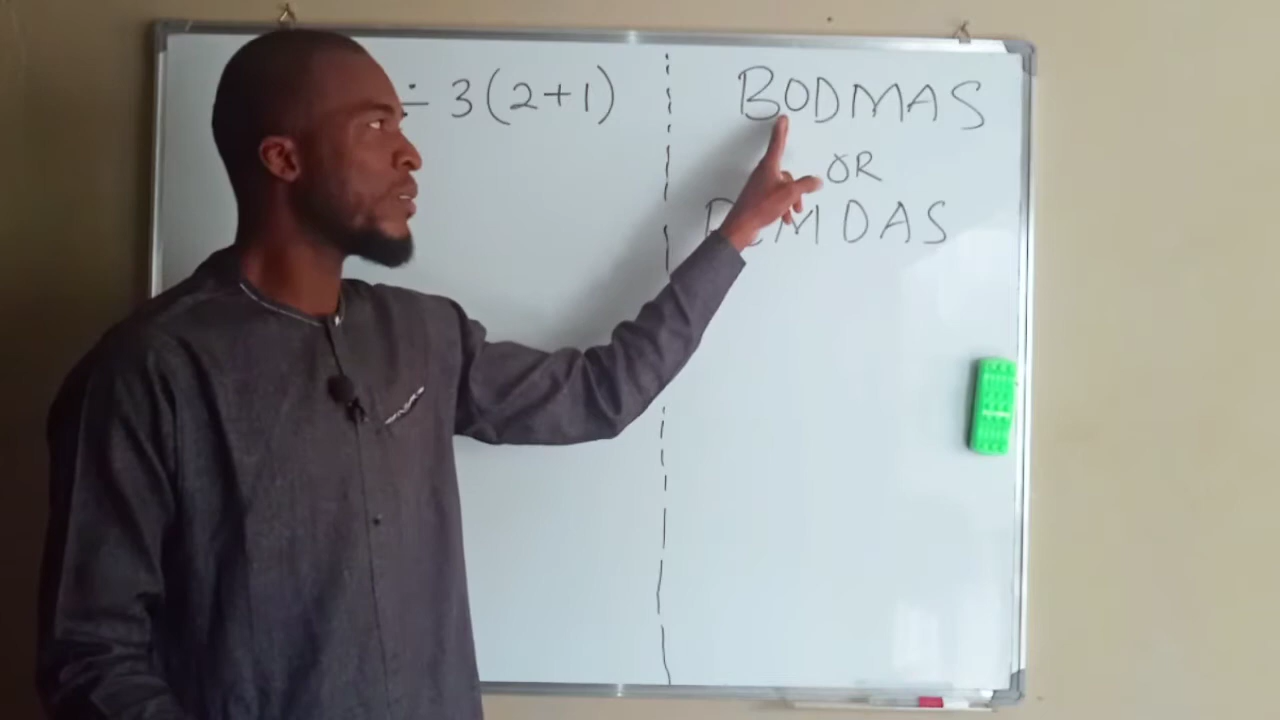 ÷ 3(2+1)
BODMAS
OR
PEMDAS